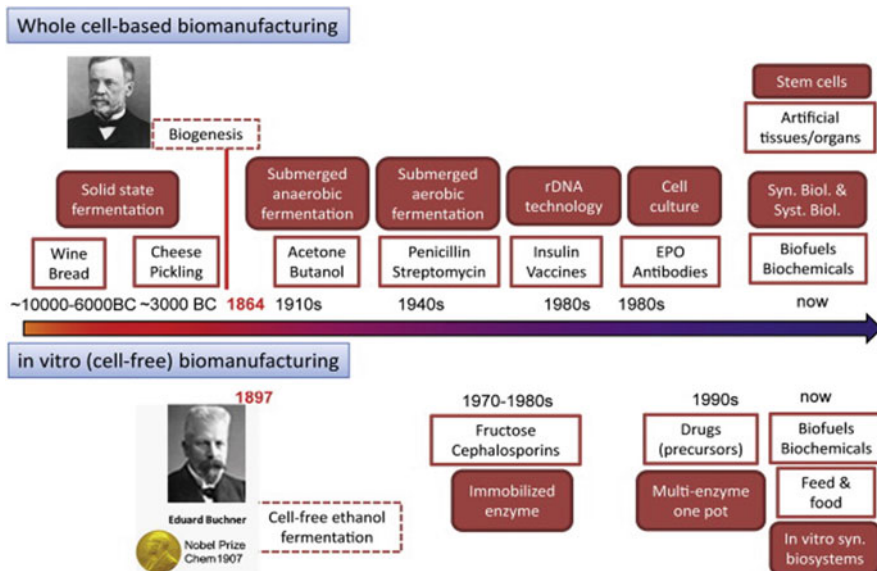 Whole cell-based biomanufacturing
Biogenesis
Stem cells
Artificial
tissues/organs
Solid state
fermentation
Submerged
anaerobic
fermentation
Submerged
aerobic
fermentation
rDNA
technology
Cell
culture
Syn. Biol. &
Syst. Biol.
Wine
Bread
Cheese
Pickling
Acetone
Butanol
Penicillin
Streptomycin
Insulin
Vaccines
EPO
Antibodies
Biofuels
Biochemicals
~10000-6000BC
~3000 BC
1864
1910s
1940s
1980s
1980s
now
in vitro (cell-free) biomanufacturing
1897
1970-1980s
1990s
now
Eduard Buchner
Nobel Prize
Chem1907
Cell-free ethanol
fermentation
Fructose
Cephalosporins
Immobilized
enzyme
Drugs
(precursors)
Multi-enzyme
one pot
Biofuels
Biochemicals
Feed &
food
In vitro syn.
biosystems